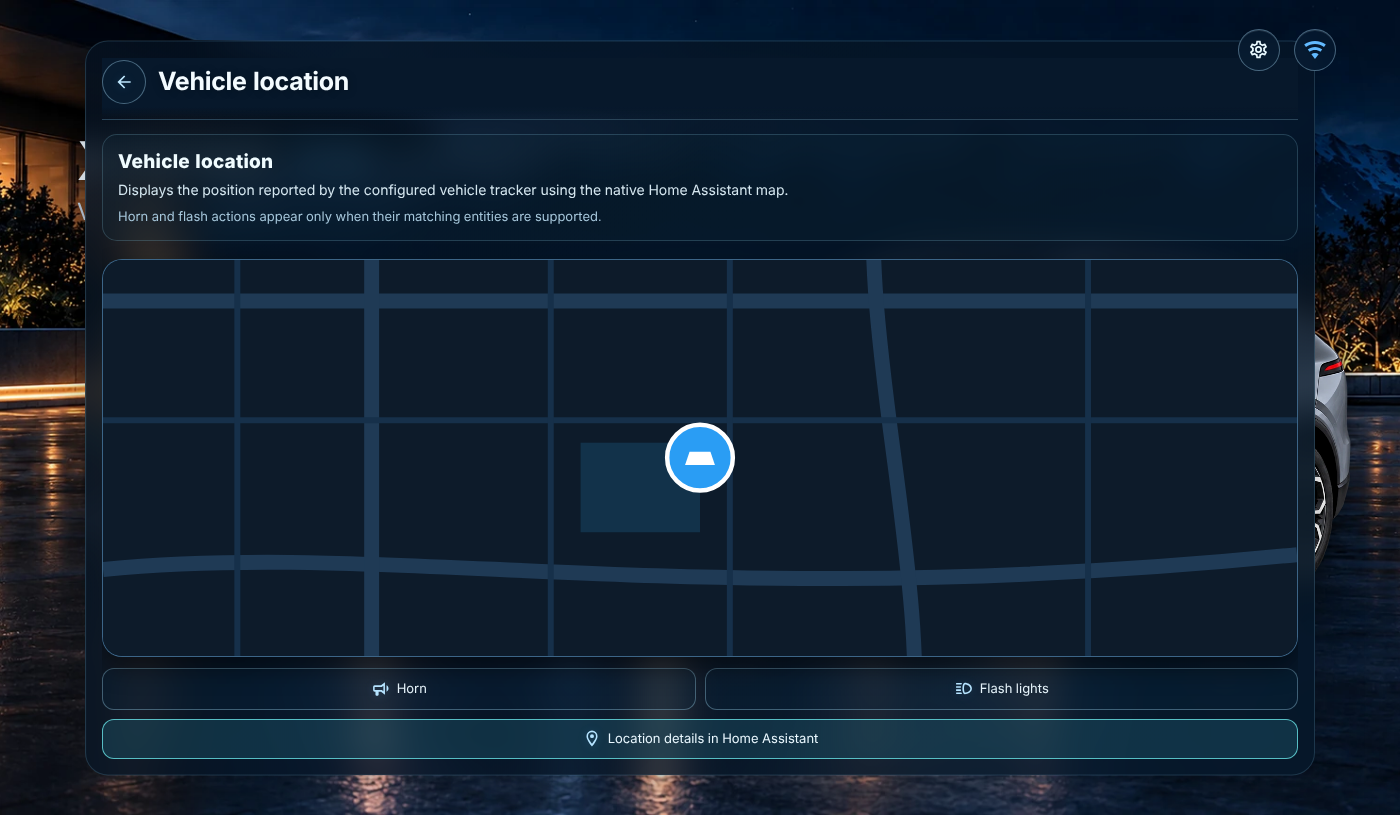 Vehicle location
Vehicle location
Displays the position reported by the configured vehicle tracker using the native Home Assistant map.
Horn and flash actions appear only when their matching entities are supported.
Horn
Flash lights
Location details in Home Assistant